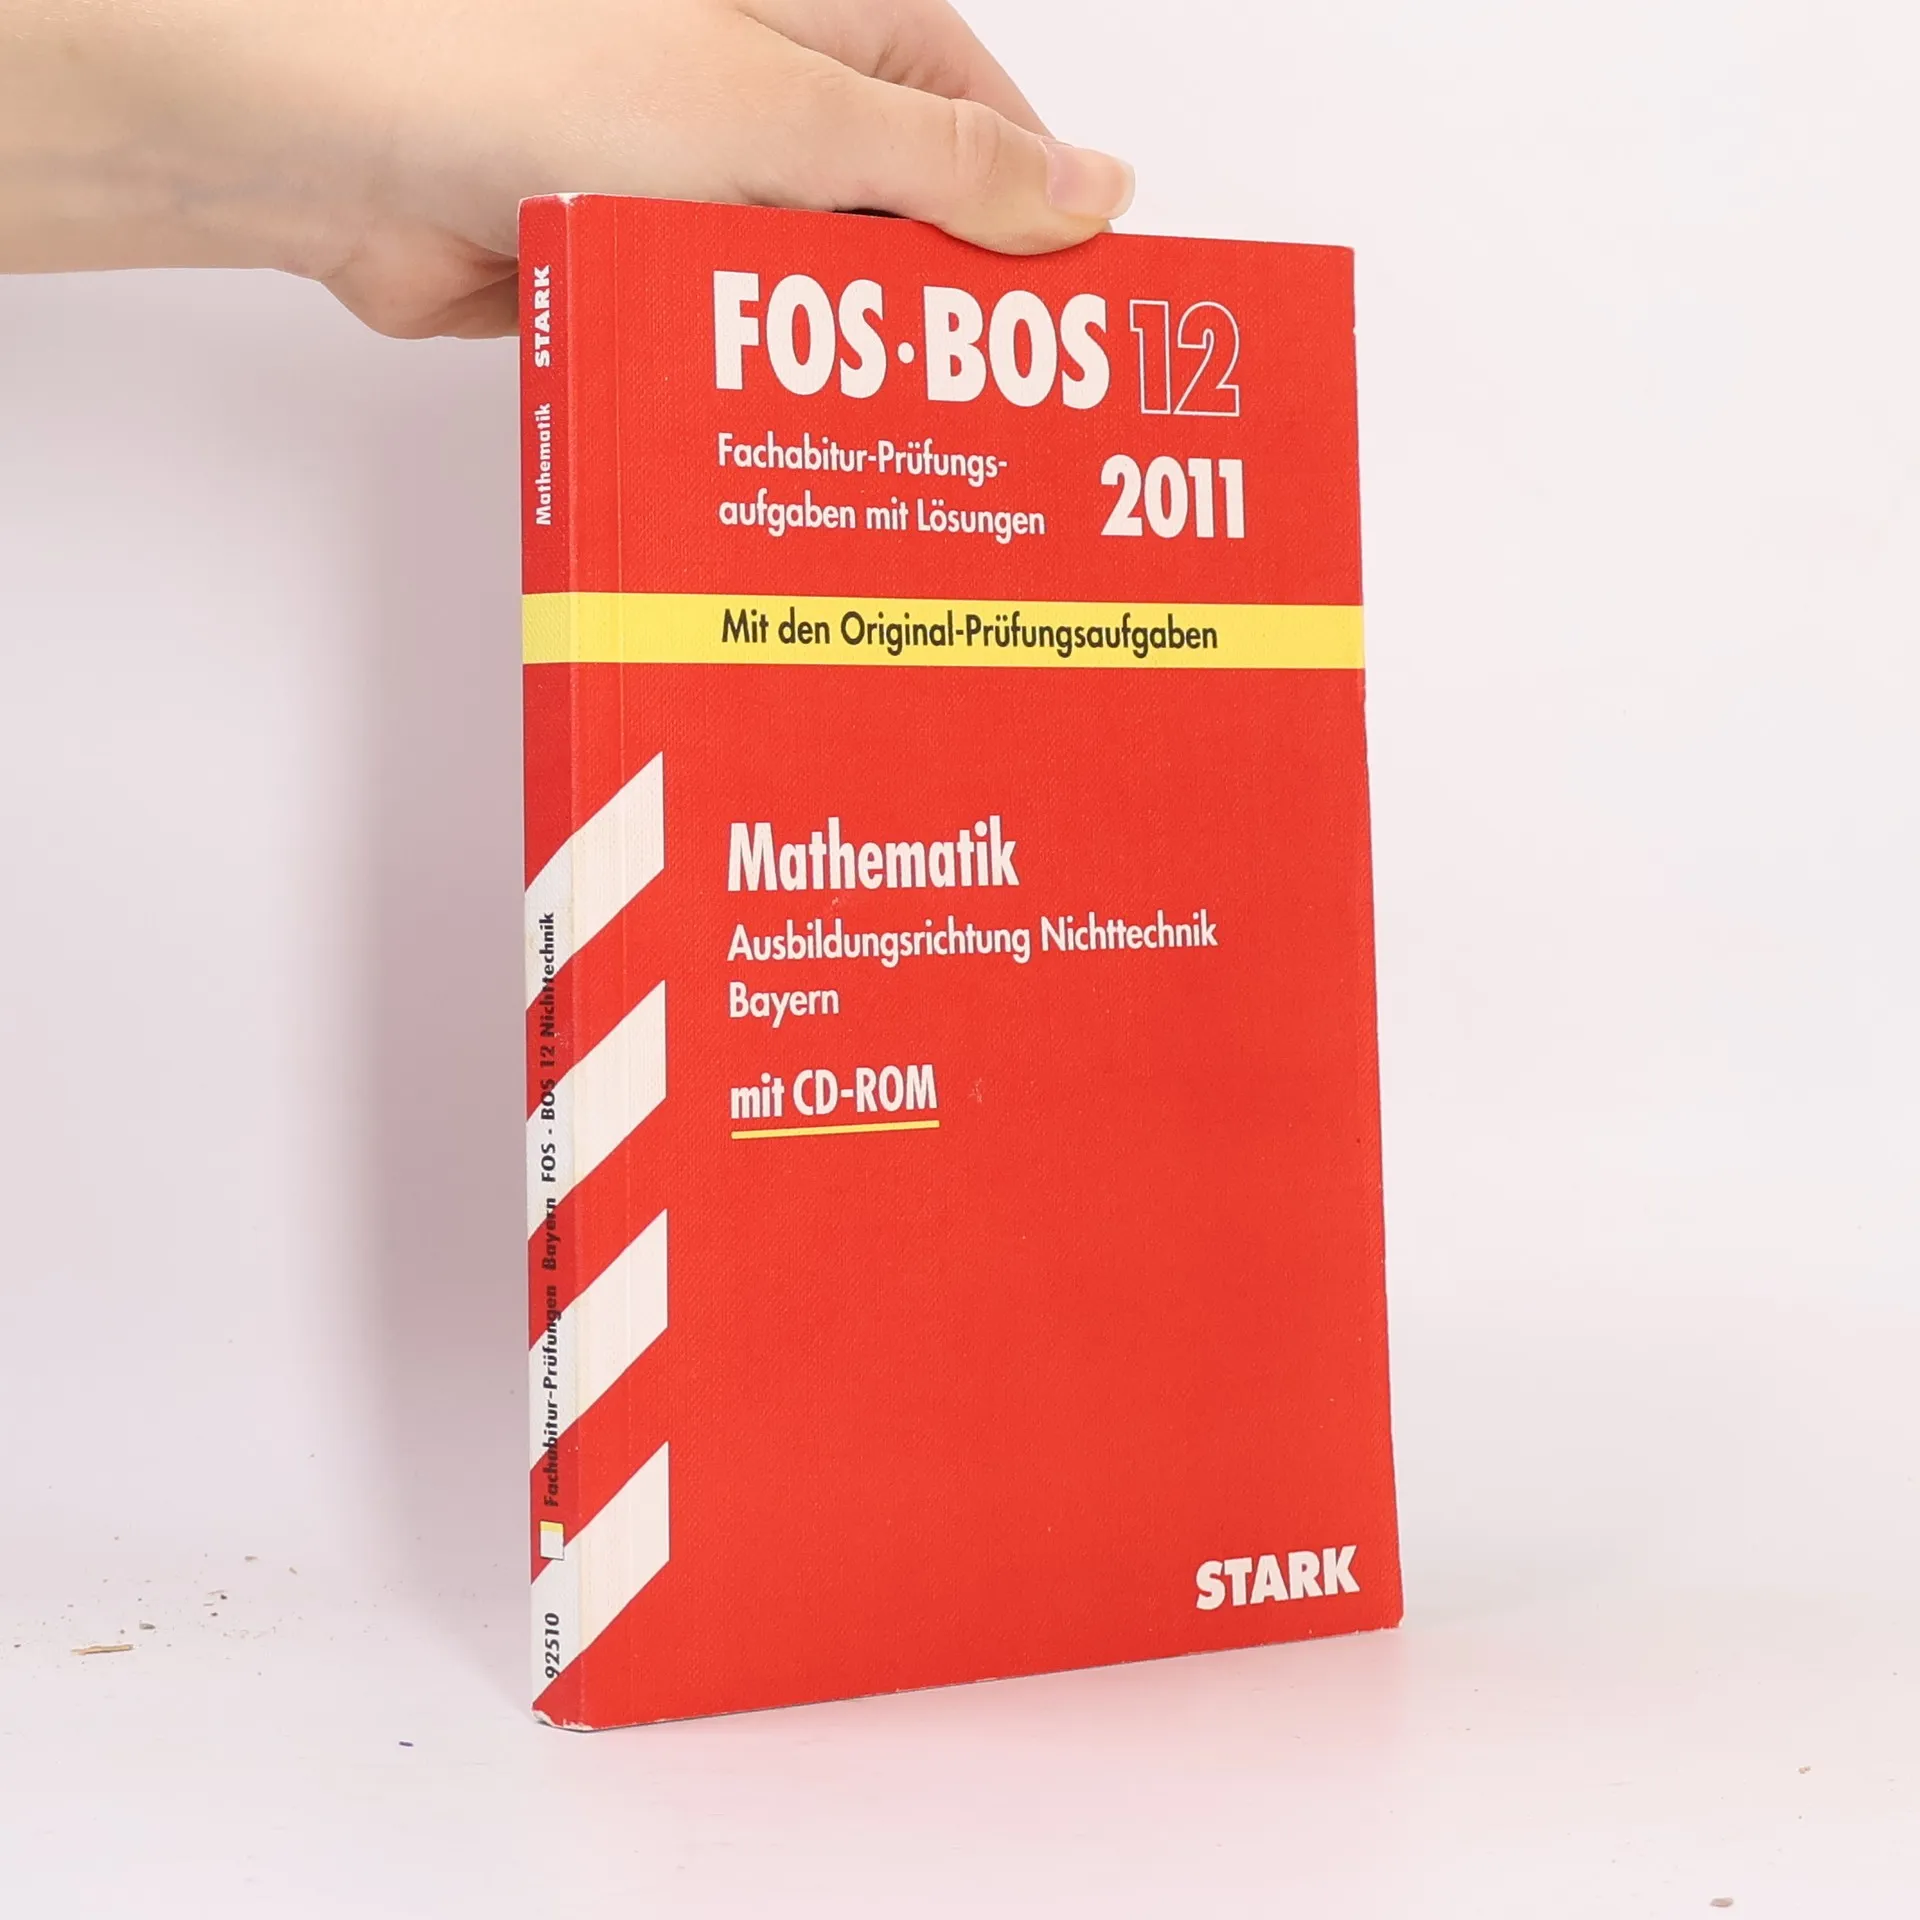 FOS·BOS 12
Fachabitur-Prüfungs-
aufgaben mit Lösungen
2011
Mit den Original-Prüfungsaufgaben
Mathematik
Ausbildungsrichtung Nichttechnik
Bayern
mit CD-ROM
STARK
92510 Fachabitur-Prüfungen Bayern FOS · BOS 12 Nichttechnik Mathematik STARK